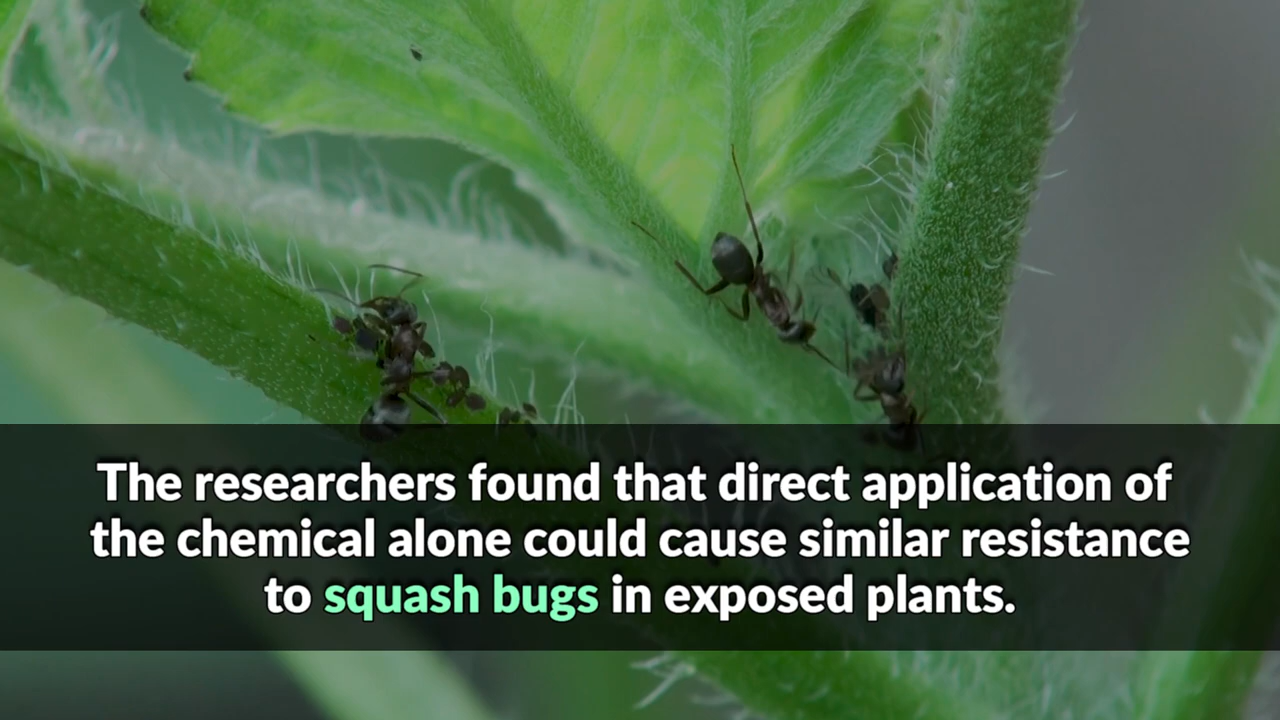 The researchers found that direct application of
the chemical alone could cause similar resistance
to squash bugs in exposed plants.